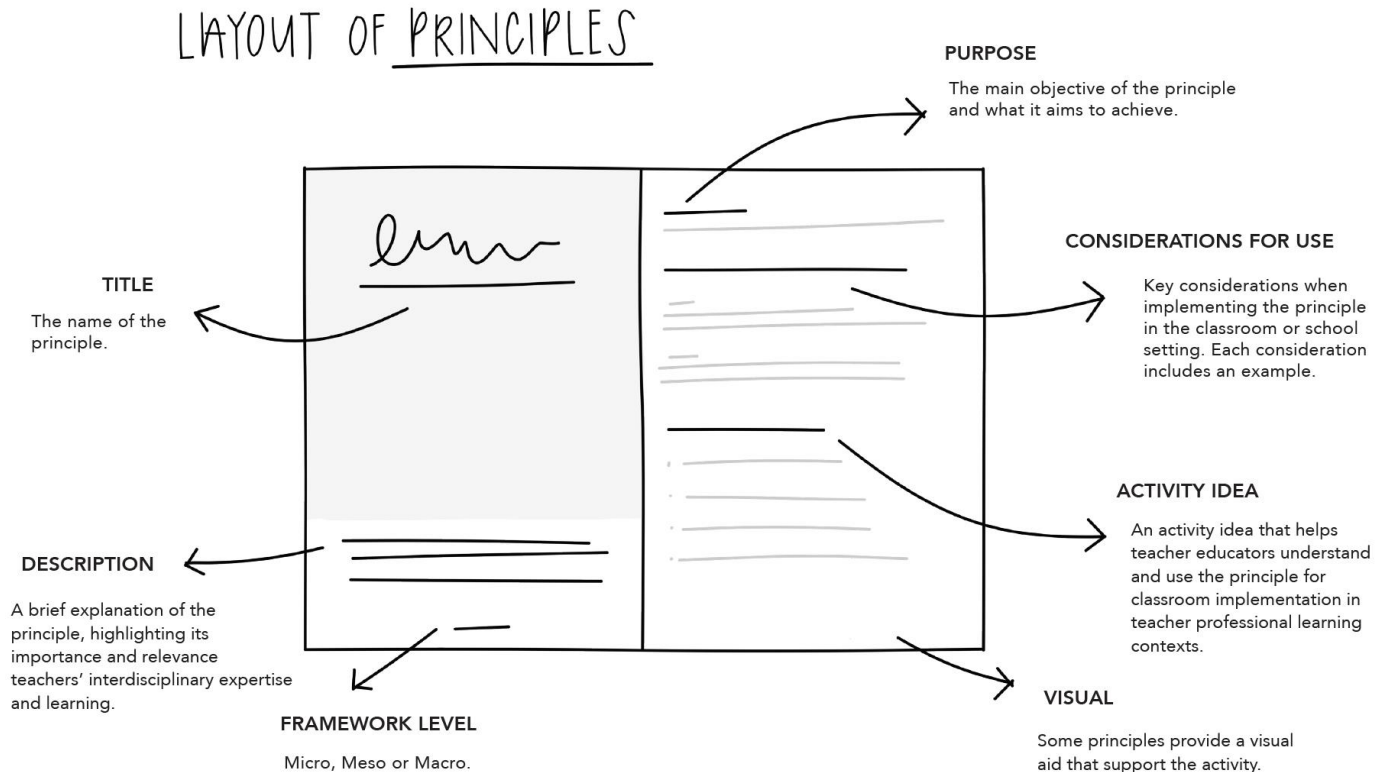 LAYOUT OF PRINCIPLES
PURPOSE
The main objective of the principle
and what it aims to achieve.
CONSIDERATIONS FOR USE
Key considerations when
implementing the principle
in the classroom or school
setting. Each consideration
includes an example.
TITLE
The name of the
principle.
ACTIVITY IDEA
An activity idea that helps
teacher educators understand
and use the principle for
classroom implementation in
teacher professional learning
contexts.
DESCRIPTION
A brief explanation of the
principle, highlighting its
importance and relevance
teachers’ interdisciplinary expertise
and learning.
FRAMEWORK LEVEL
Micro, Meso or Macro.
VISUAL
Some principles provide a visual
aid that support the activity.